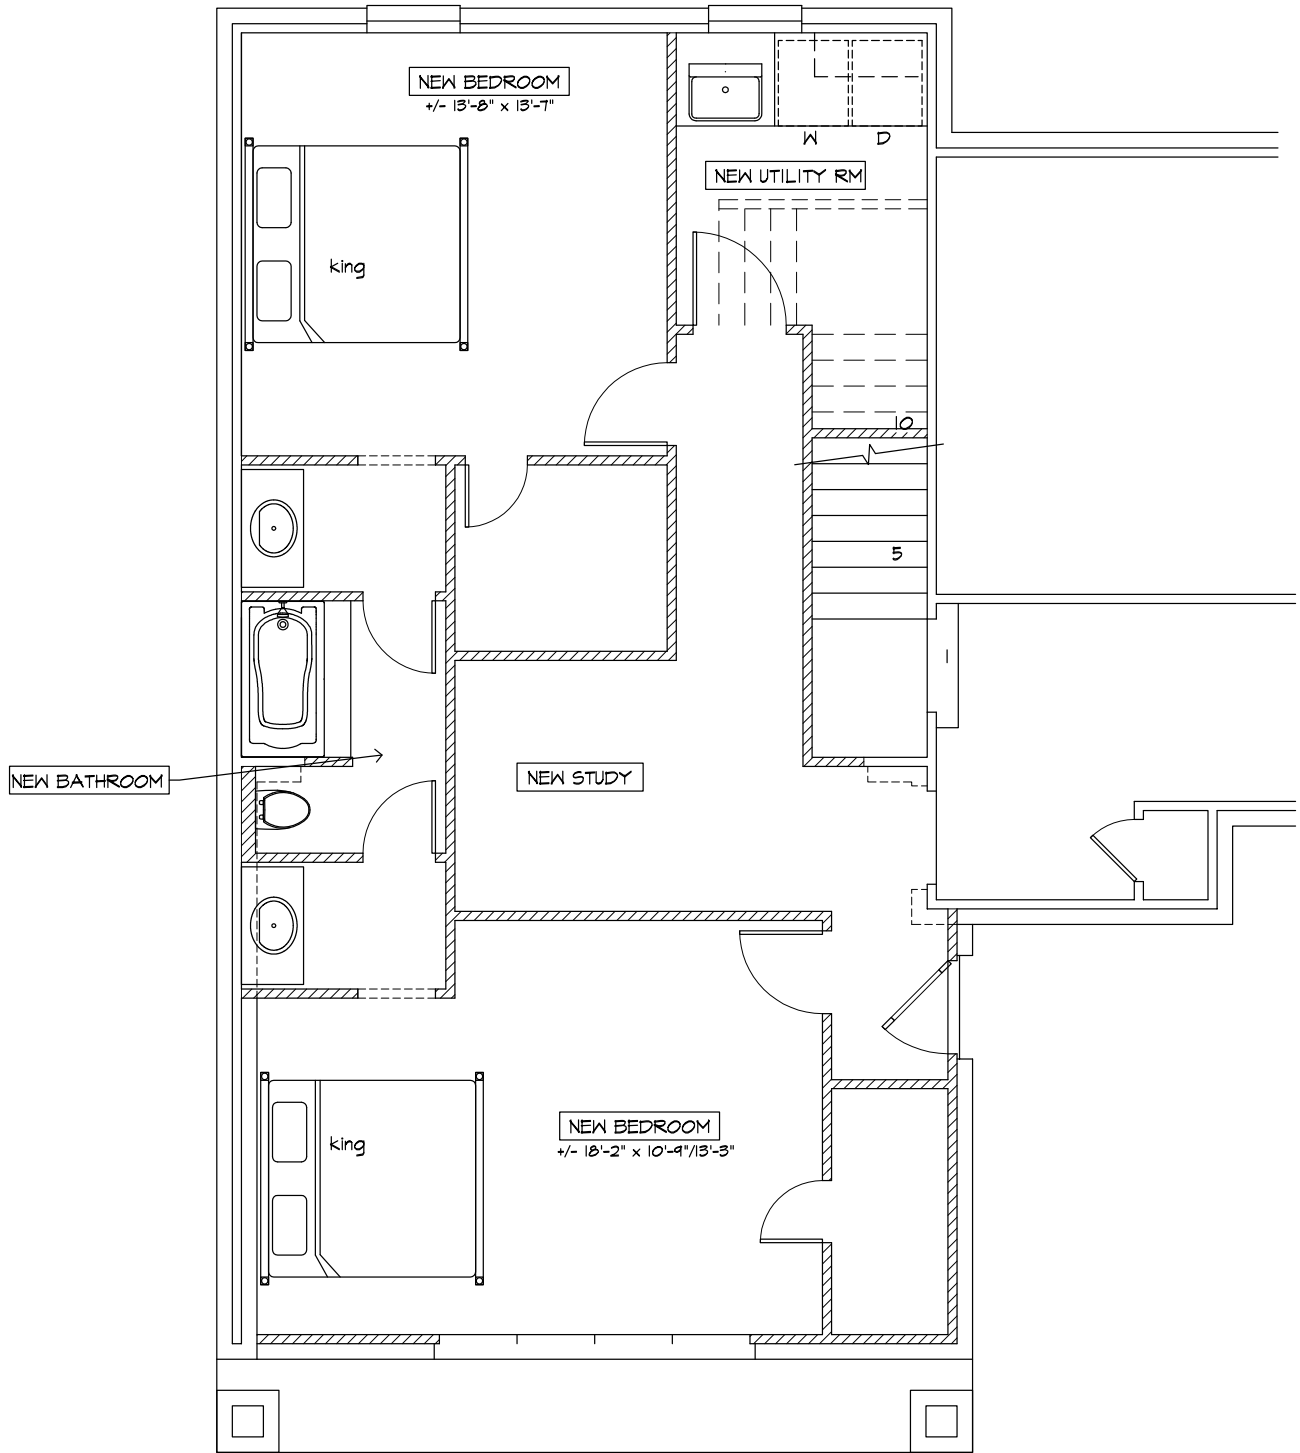 NEW BEDROOM
+/- 13'-8" x 13'-7"
W D
NEW UTILITY RM
king
10
5
NEW BATHROOM
NEW STUDY
king
NEW BEDROOM
+/- 18'-2" x 10'-9"/13'-3"